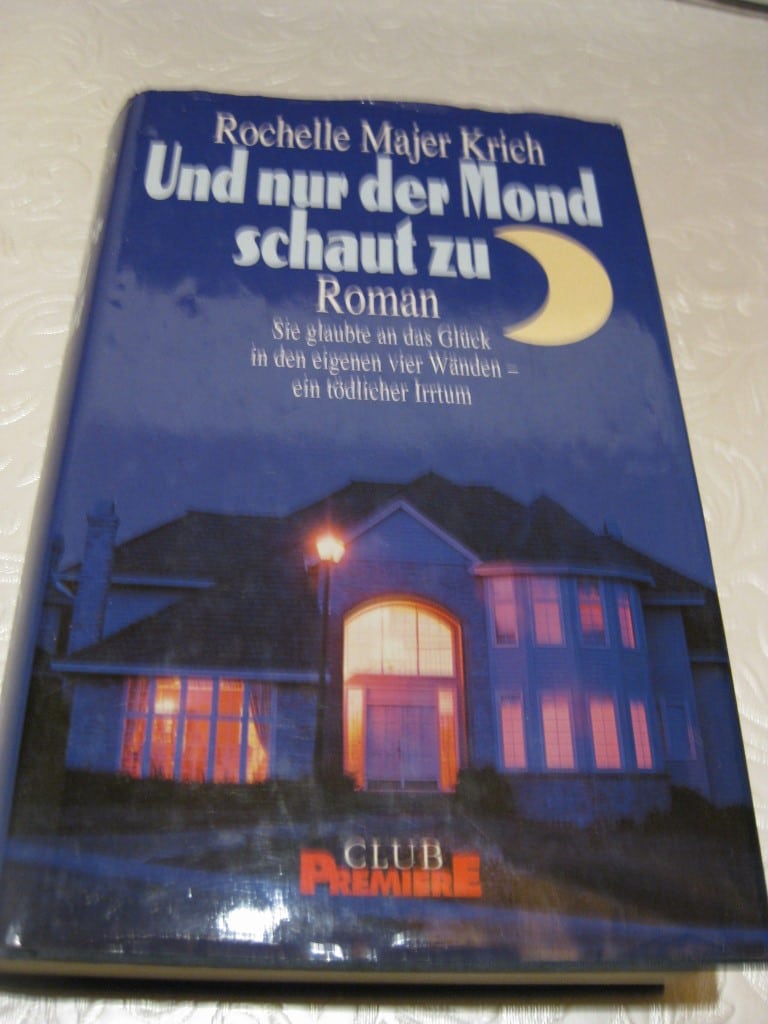 Rochelle Majer Krich
Und nur der Mond
schaut zu
Roman
Sie glaubte an das Glück
in den eigenen vier Wänden –
ein tödlicher Irrtum
CLUB
PREMIERE